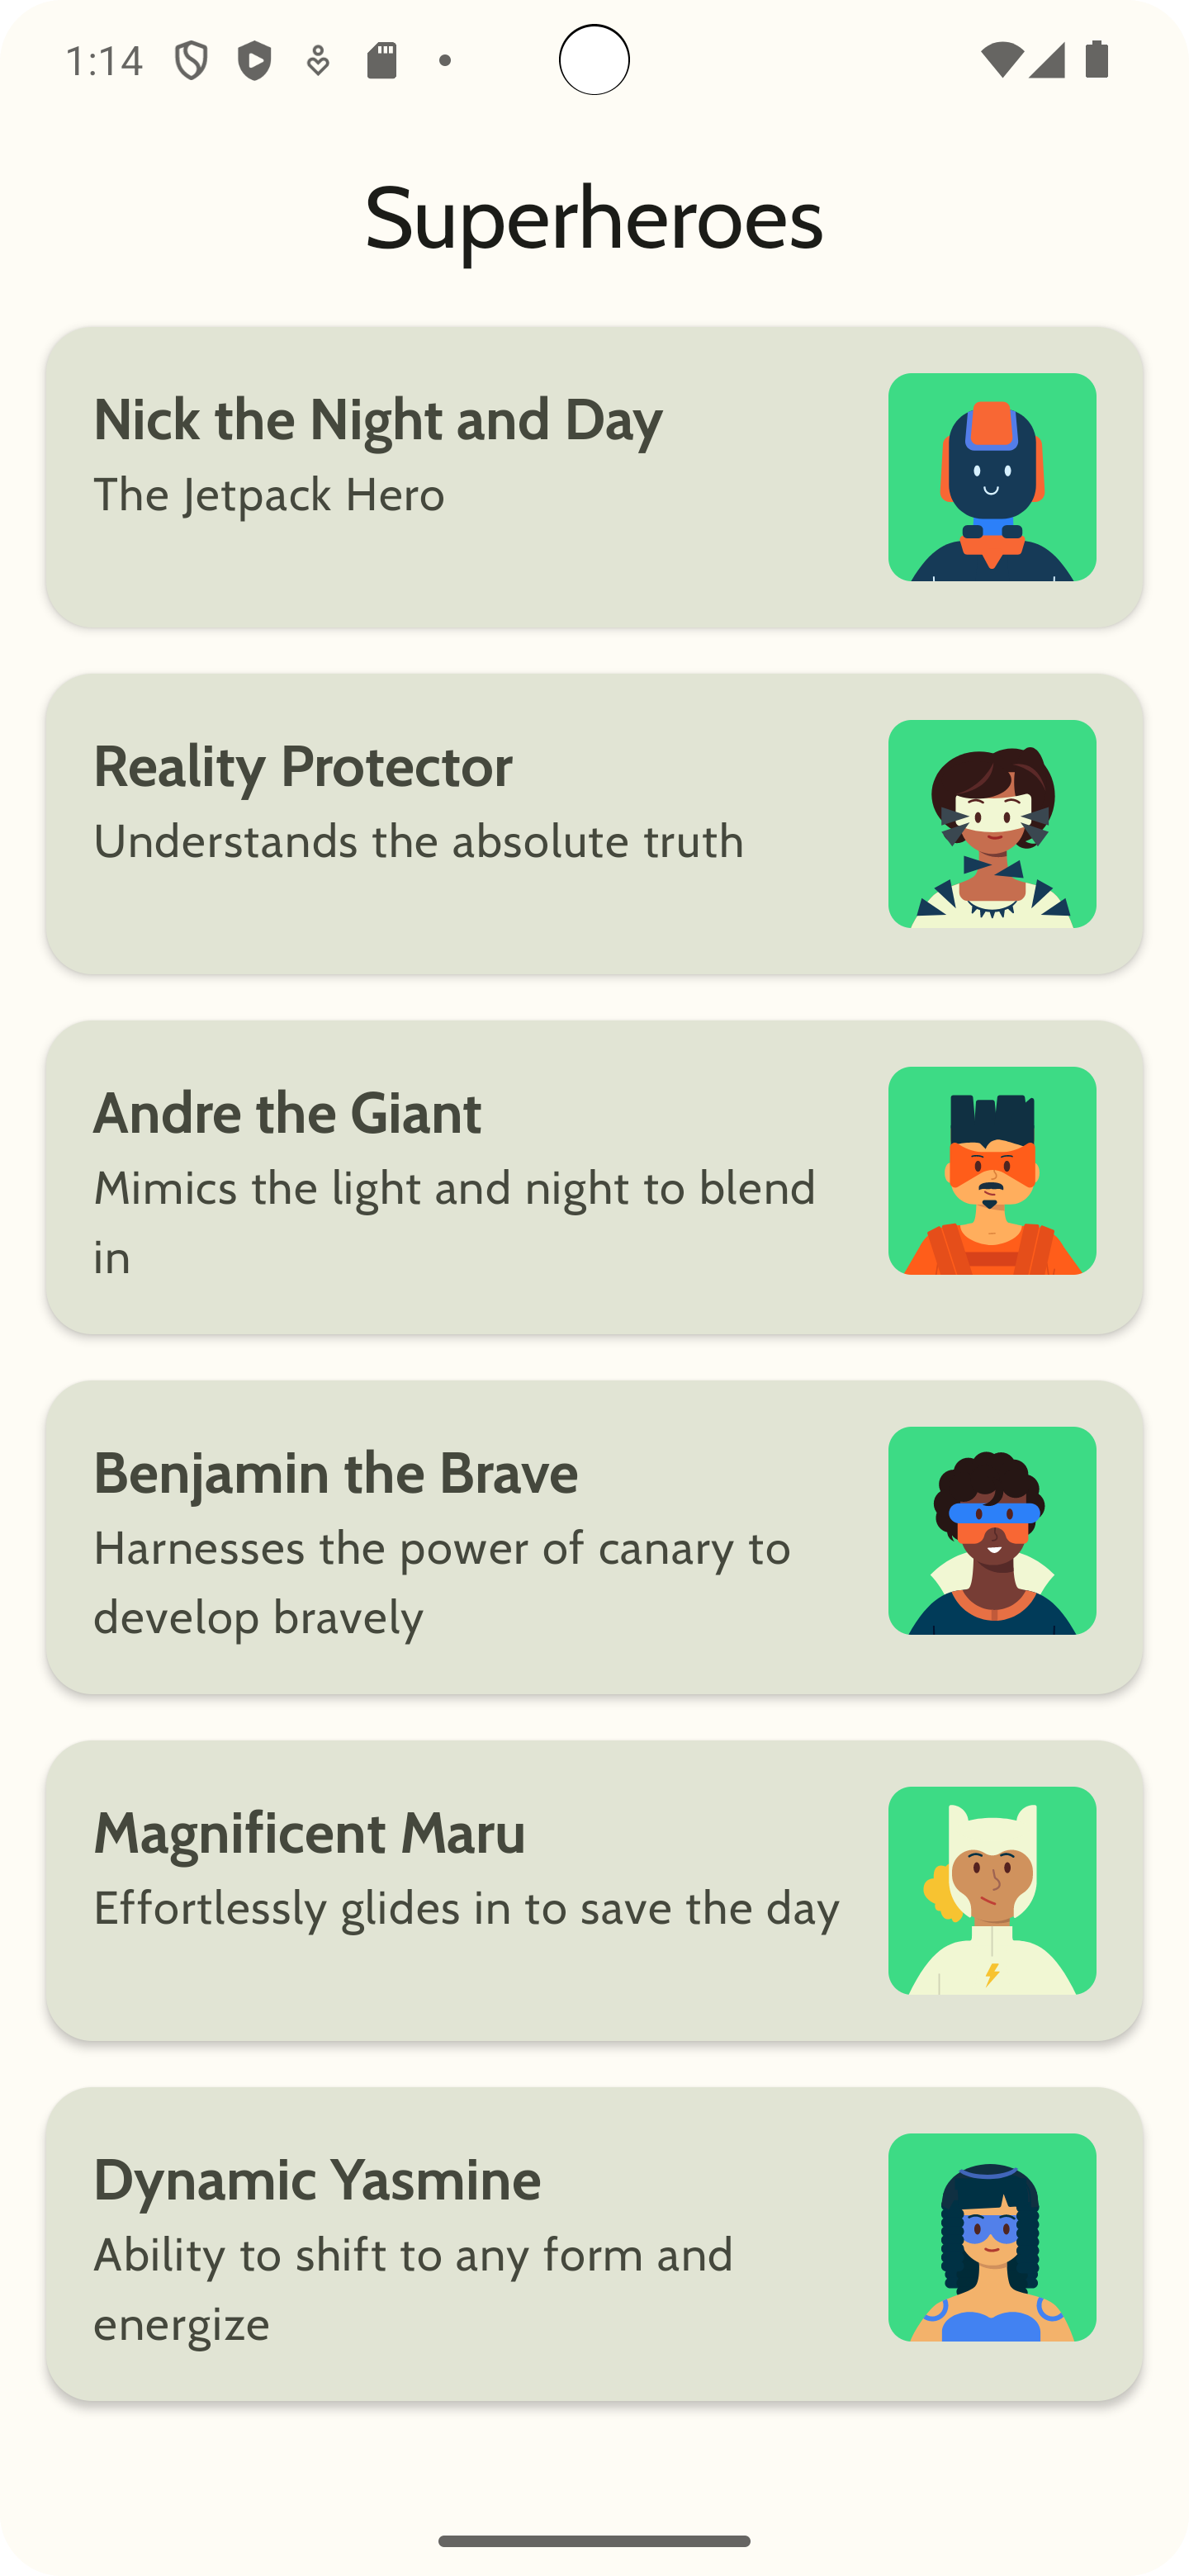 1:14
Superheroes
Nick the Night and Day
The Jetpack Hero
Reality Protector
Understands the absolute truth
Andre the Giant
Mimics the light and night to blend
in
Benjamin the Brave
Harnesses the power of canary to
develop bravely
Magnificent Maru
Effortlessly glides in to save the day
Dynamic Yasmine
Ability to shift to any form and
energize